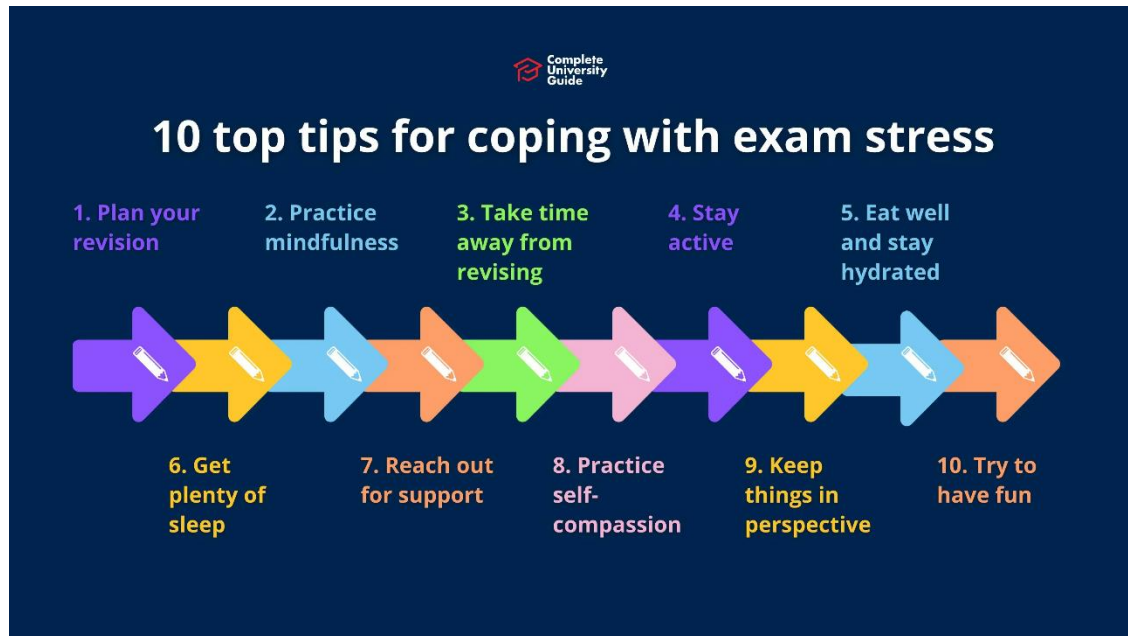 Complete
University
Guide
10 top tips for coping with exam stress
1. Plan your
revision
2. Practice
mindfulness
3. Take time
away from
revising
4. Stay
active
5. Eat well
and stay
hydrated
6. Get
plenty of
sleep
7. Reach out
for support
8. Practice
self-
compassion
9. Keep
things in
perspective
10. Try to
have fun